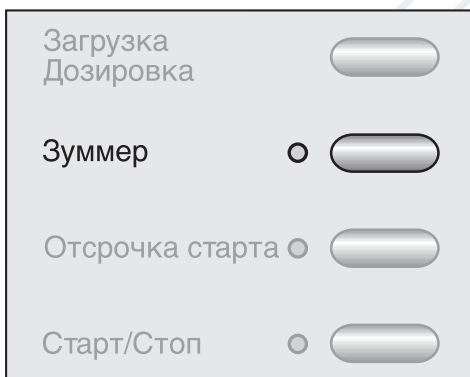 Загрузка
Дозировка
Зуммер
Отсрочка старта
Старт/Стоп